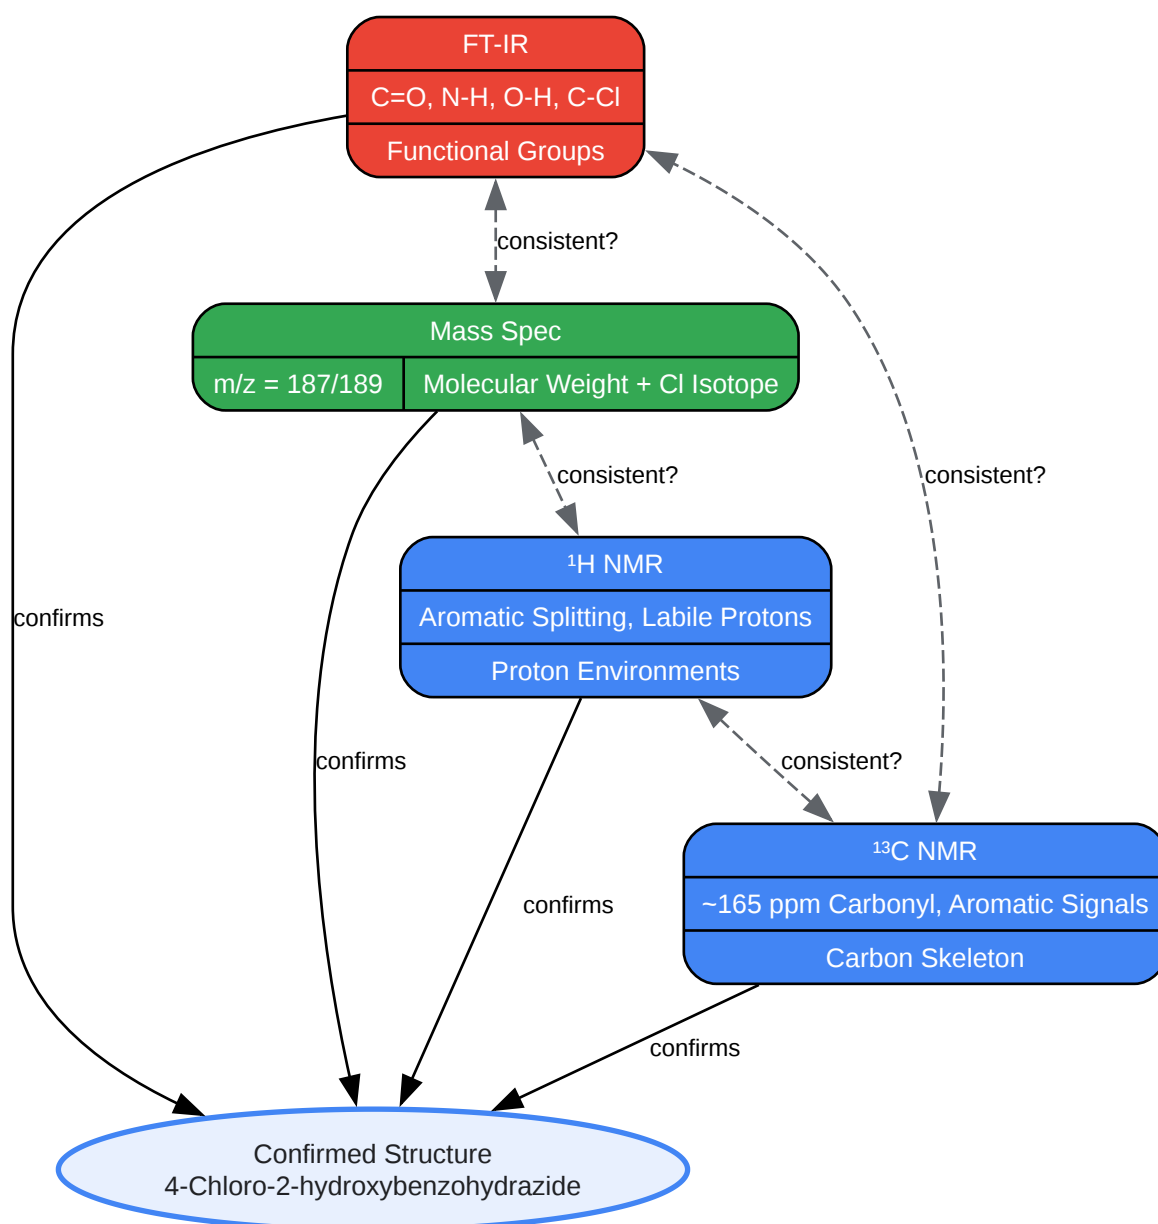 FT-IR
C=O, N-H, O-H, C-Cl
Functional Groups
consistent?
Mass Spec
m/z = 187/189
Molecular Weight + Cl Isotope
consistent?
consistent?
¹H NMR
Aromatic Splitting, Labile Protons
Proton Environments
confirms
confirms
consistent?
¹³C NMR
~165 ppm Carbonyl, Aromatic Signals
Carbon Skeleton
confirms
confirms
Confirmed Structure
4-Chloro-2-hydroxybenzohydrazide